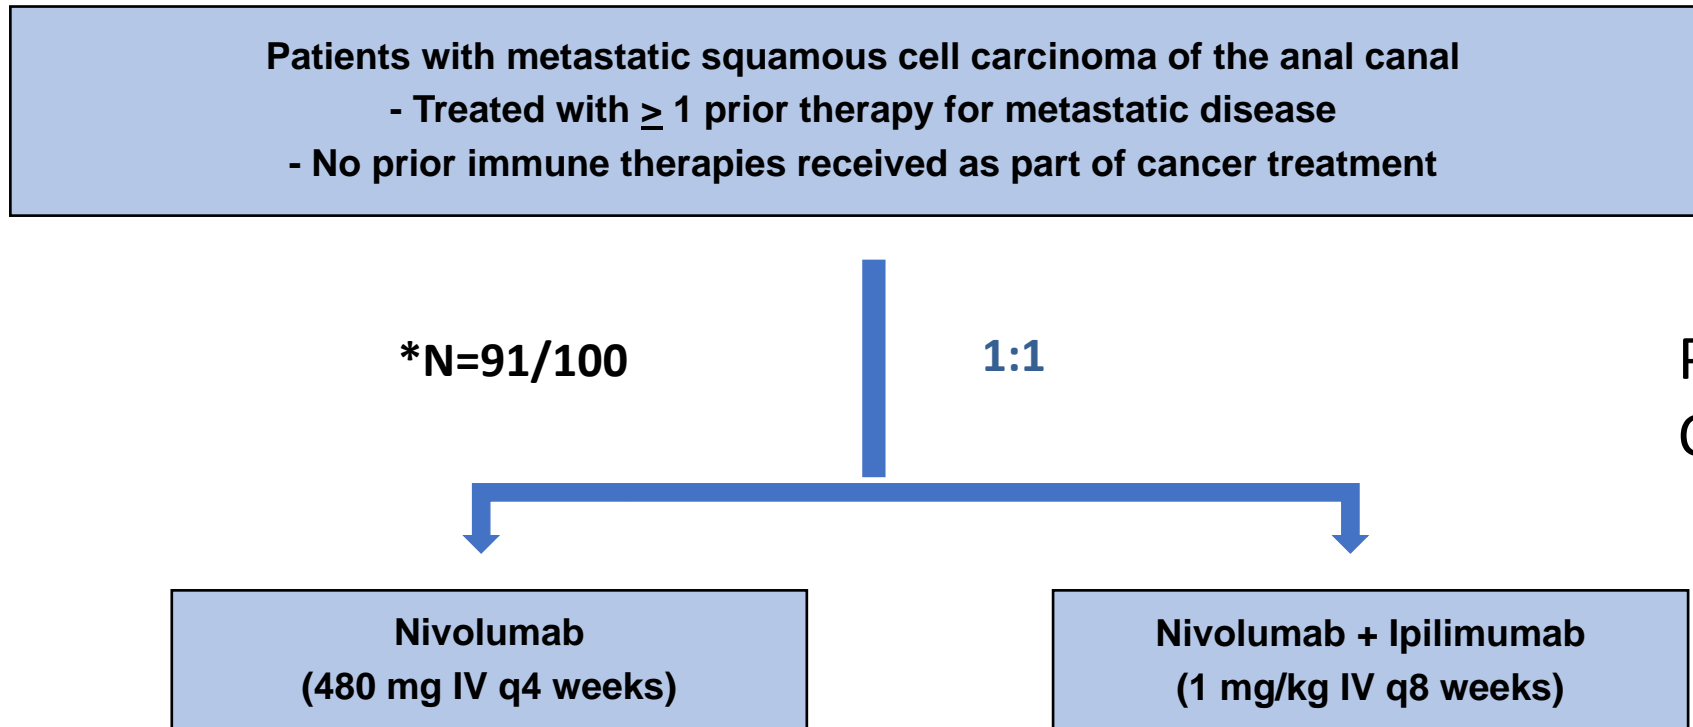 Patients with metastatic squamous cell carcinoma of the anal canal
- Treated with ≥ 1 prior therapy for metastatic disease
- No prior immune therapies received as part of cancer treatment
*N=91/100
1:1
Nivolumab
(480 mg IV q4 weeks)
Nivolumab + Ipilimumab
(1 mg/kg IV q8 weeks)